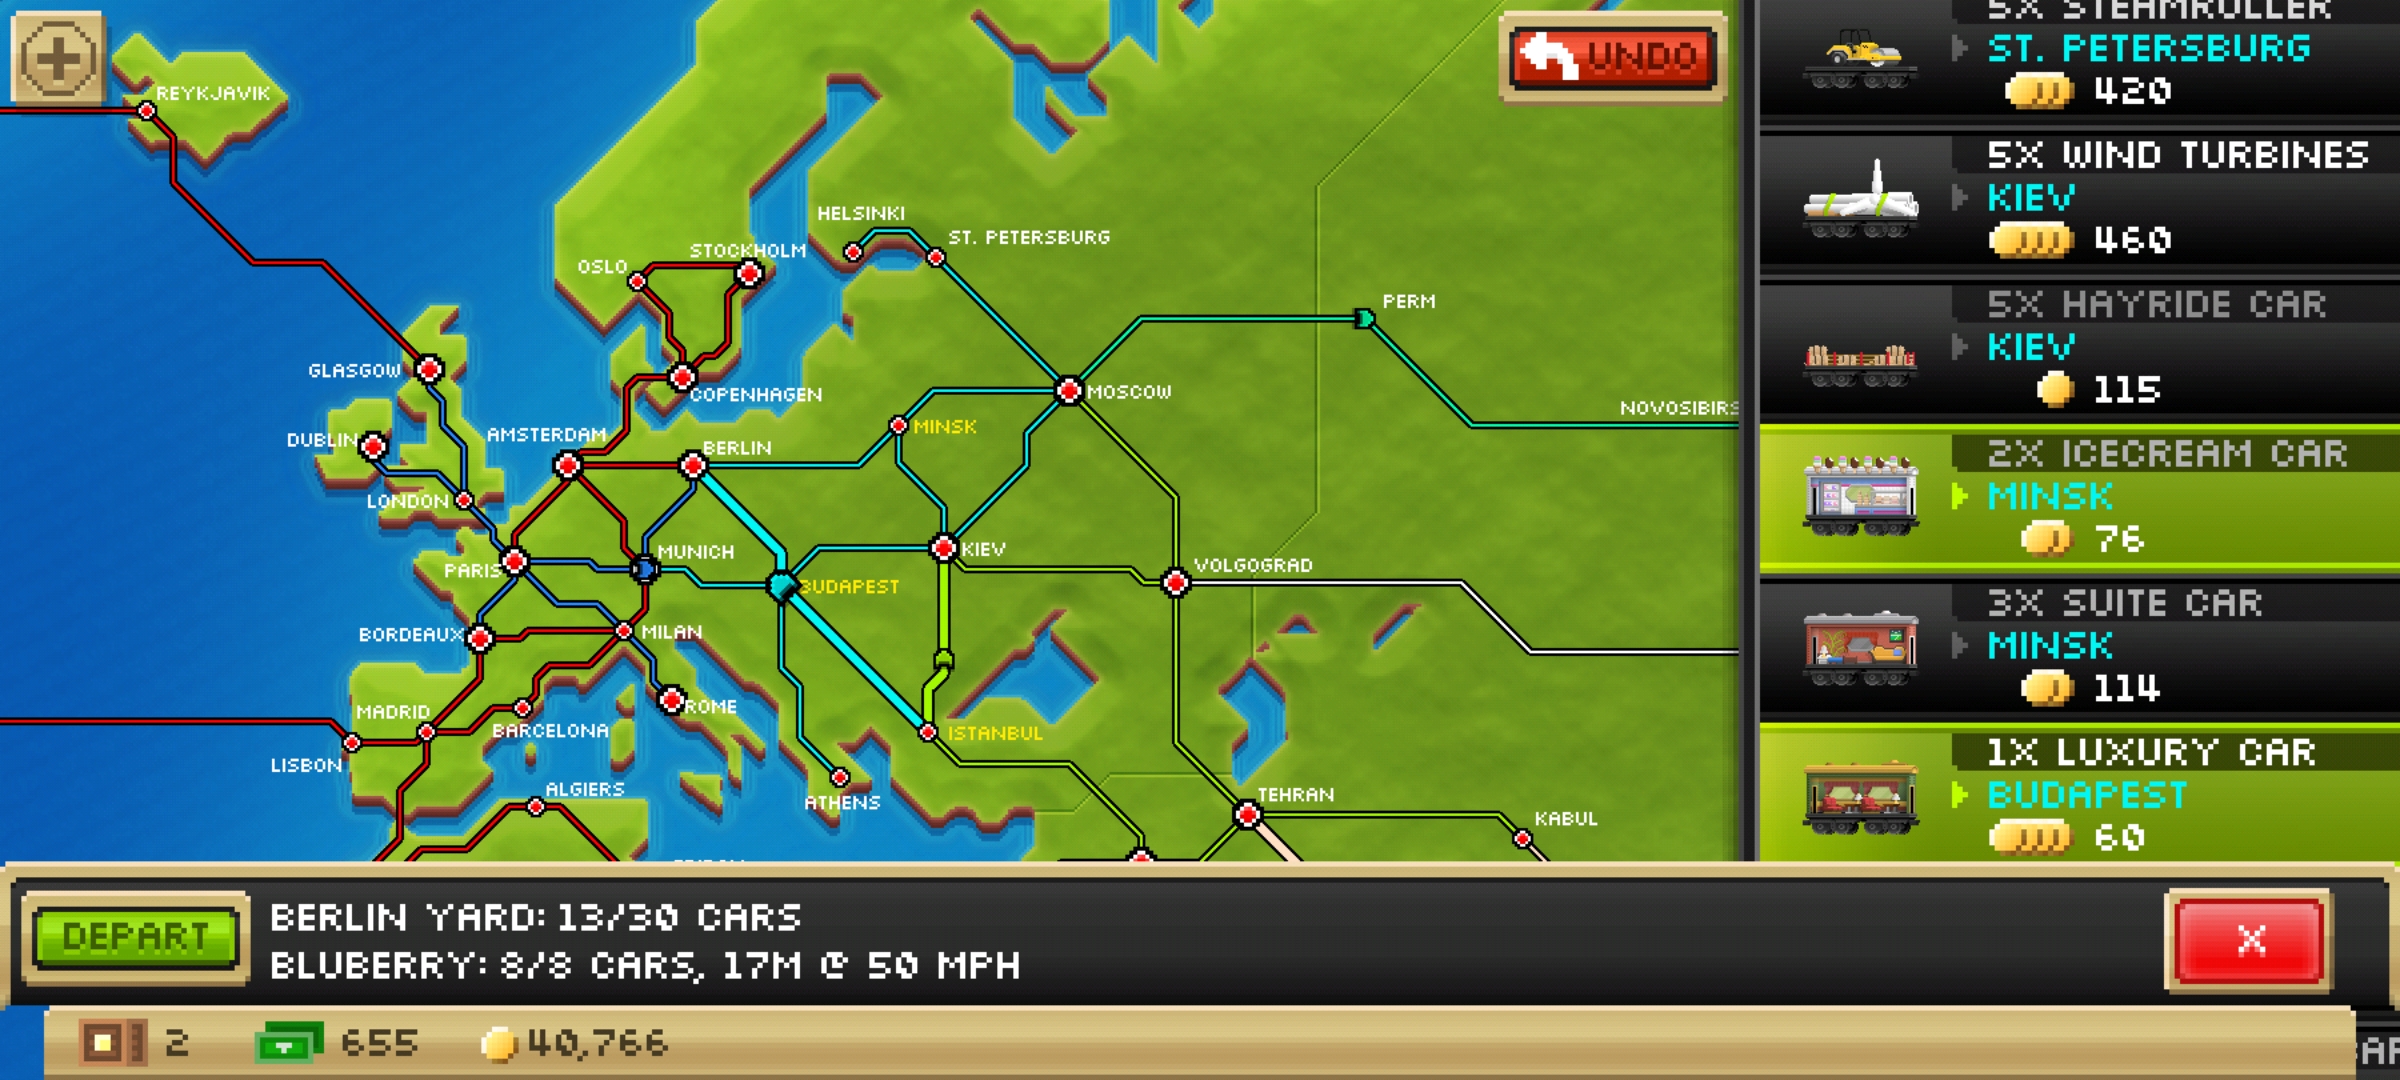 REYKJAVIK
UNDO
HELSINKI
ST. PETERSBURG
STOCKHOLM
OSLO
PERM
GLASGOW
COPENHAGEN
MOSCOW
NOVOSIBIRS
DUBLIN
AMSTERDAM
MINSK
BERLIN
LONDON
MUNICH
KIEV
PARIS
BUDAPEST
VOLGOGRAD
BORDEAUX
MILAN
MADRID
ROME
BARCELONA
ISTANBUL
LISBON
ALGIERS
ATHENS
TEHRAN
KABUL
5X STEAMROLLER
ST. PETERSBURG
420
5X WIND TURBINES
KIEV
460
5X HAYRIDE CAR
KIEV
115
2X ICECREAM CAR
MINSK
76
3X SUITE CAR
MINSK
114
1X LUXURY CAR
BUDAPEST
60
DEPART
BERLIN YARD: 13/30 CARS
BLUBERRY: 8/8 CARS, 17M @ 50 MPH
X
2
655
40,766